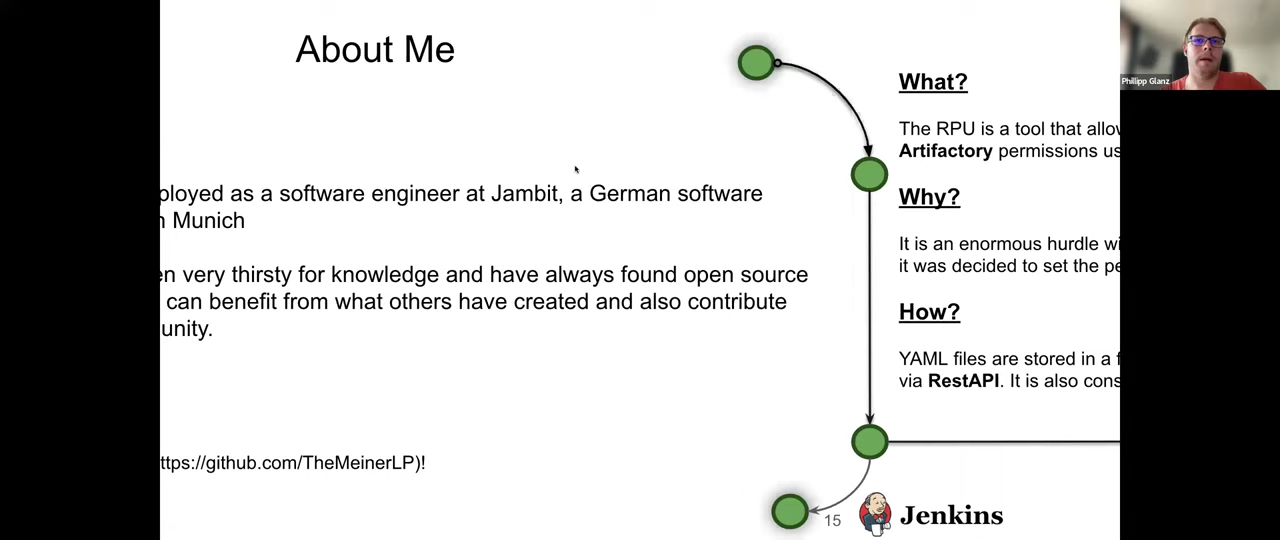 About Me
ployed as a software engineer at Jambit, a German software
n Munich
en very thirsty for knowledge and have always found open source
can benefit from what others have created and also contribute
unity.
ttps://github.com/TheMeinerLP)!
What?
The RPU is a tool that allow
Artifactory permissions us
Why?
It is an enormous hurdle wi
it was decided to set the pe
How?
YAML files are stored in a f
via RestAPI. It is also cons
15
Jenkins
Phillipp Glanz